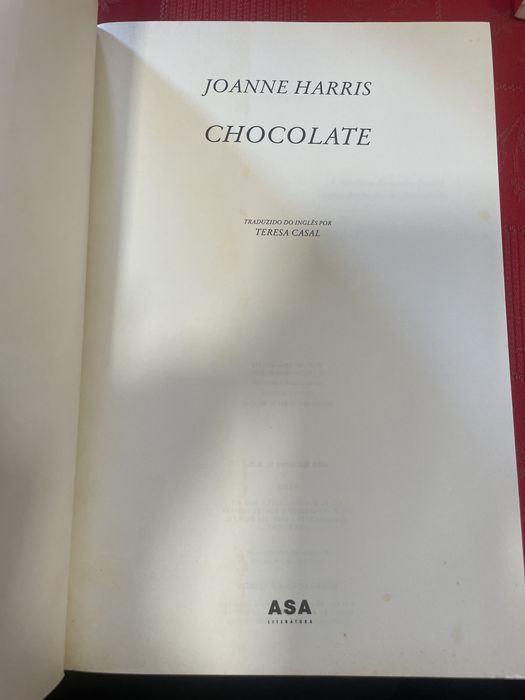 JOANNE HARRIS
CHOCOLATE
TRADUZIDO DO INGLÊS POR
TERESA CASAL
ASA
LITERATURA